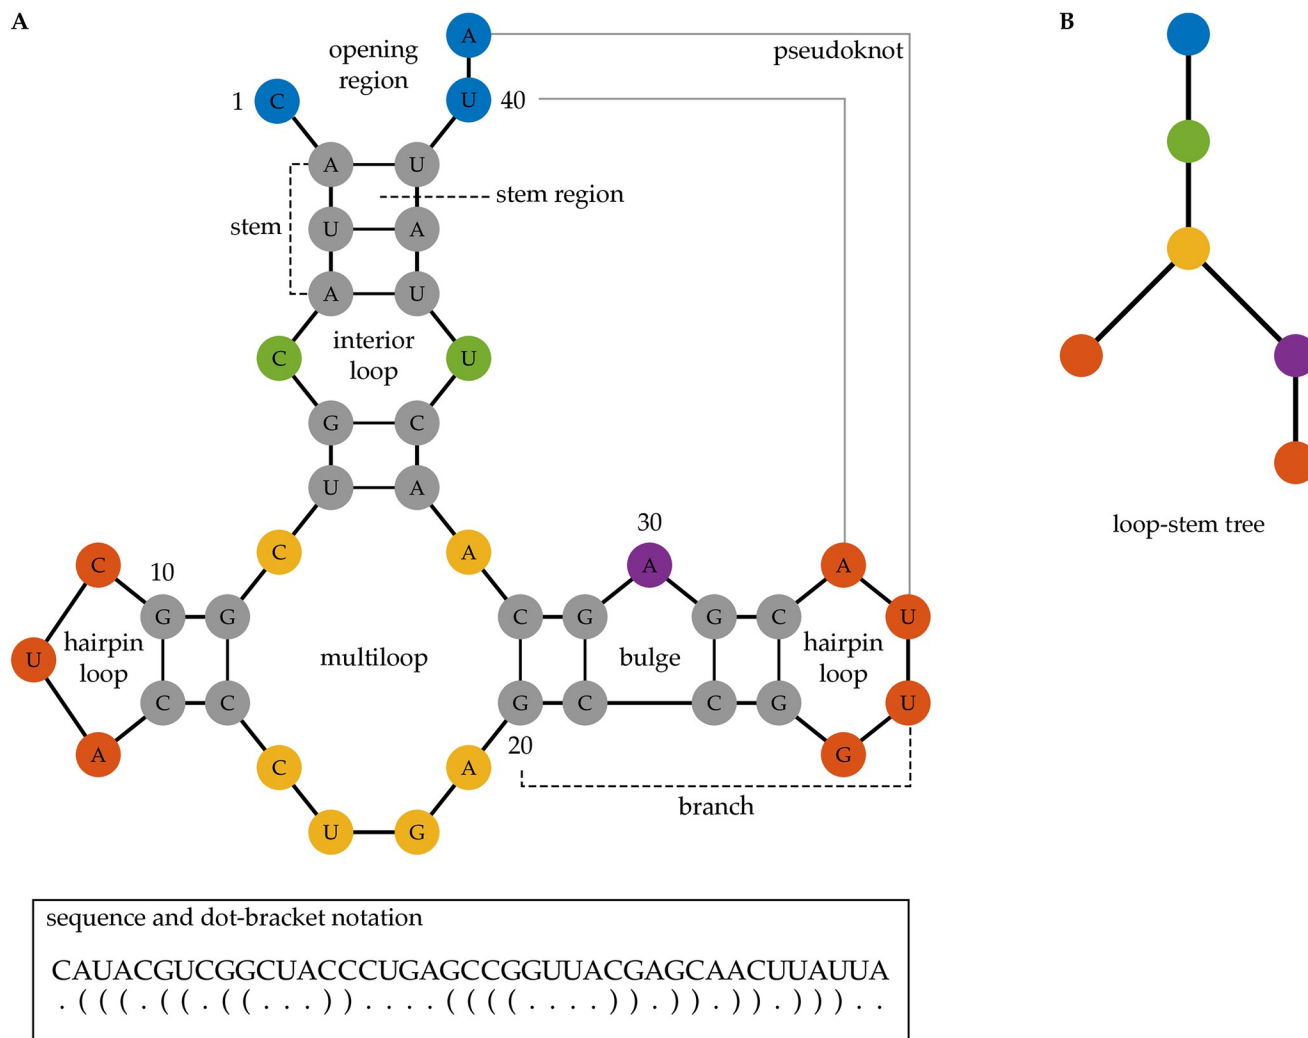 A
B
A
opening
region
pseudoknot
1 C
U 40
A U
stem region
stem
U A
A U
interior
loop
C U
G C
U A
C A
30
10
C
A
A
G G
C G
G C
U
hairpin
loop
U
multiloop
bulge
hairpin
loop
C C
G C
C G
U
A
20
C A
G
U G
branch
loop-stem tree
sequence and dot-bracket notation
CAUACGUCGGCUACCCUGAGCCGGUUACGAGCAACUUAUUA
. ( ( ( . ( ( . ( ( . . . ) ) . . . . ( ( ( ( . . . . ) ) . ) ) . ) ) . ) ) ) . .